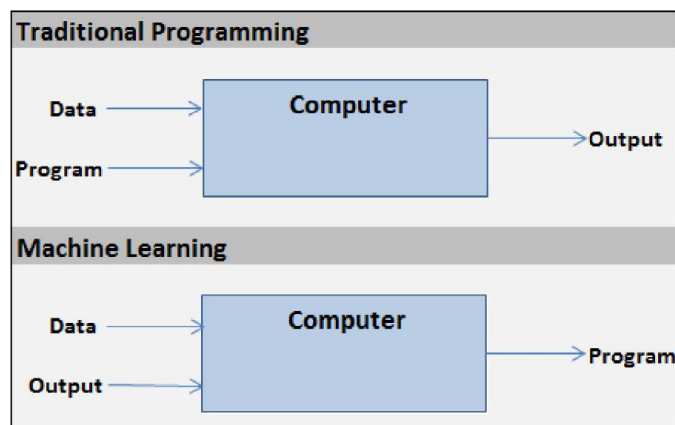 Traditional Programming
Computer
Data
Output
Program
Machine Learning
Computer
Data
Program
Output